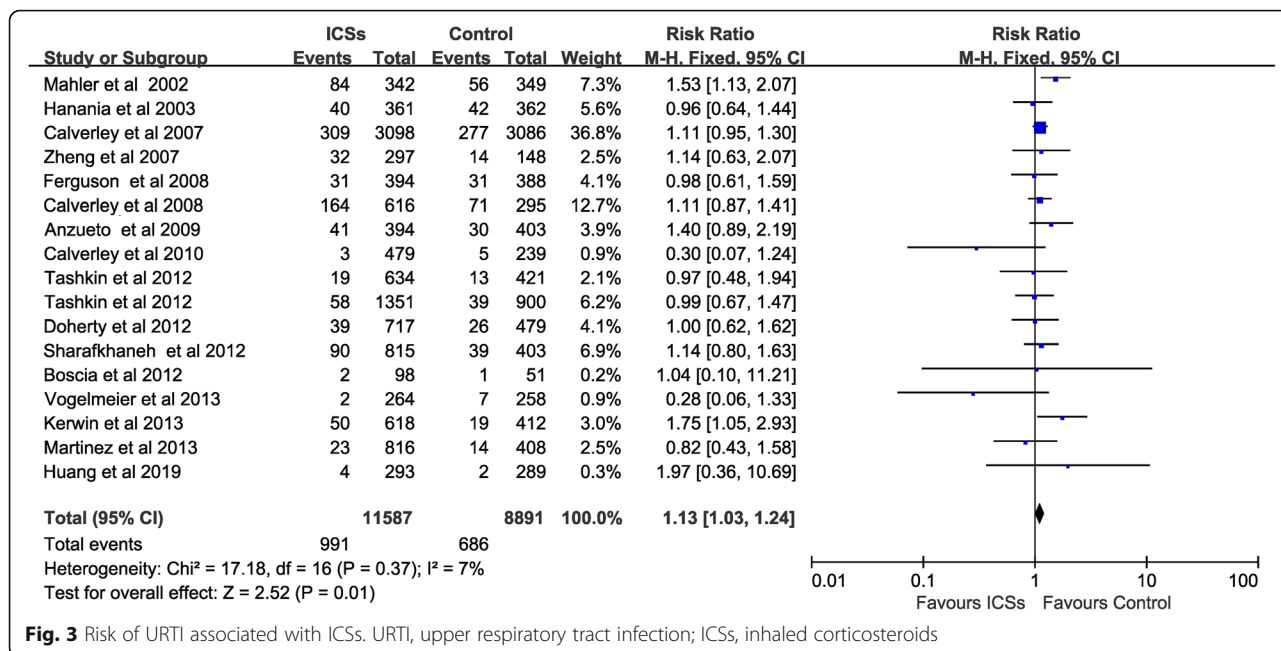 ICSs Control Risk Ratio Risk Ratio
Study or Subgroup Events Total Events Total Weight M-H, Fixed, 95% CI M-H, Fixed, 95% CI
Mahler et al 2002 84 342 56 349 7.3% 1.53 [1.13, 2.07]
Hanania et al 2003 40 361 42 362 5.6% 0.96 [0.64, 1.44]
Calverley et al 2007 309 3098 277 3086 36.8% 1.11 [0.95, 1.30]
Zheng et al 2007 32 297 14 148 2.5% 1.14 [0.63, 2.07]
Ferguson et al 2008 31 394 31 388 4.1% 0.98 [0.61, 1.59]
Calverley et al 2008 164 616 71 295 12.7% 1.11 [0.87, 1.41]
Anzueto et al 2009 41 394 30 403 3.9% 1.40 [0.89, 2.19]
Calverley et al 2010 3 479 5 239 0.9% 0.30 [0.07, 1.24]
Tashkin et al 2012 19 634 13 421 2.1% 0.97 [0.48, 1.94]
Tashkin et al 2012 58 1351 39 900 6.2% 0.99 [0.67, 1.47]
Doherty et al 2012 39 717 26 479 4.1% 1.00 [0.62, 1.62]
Sharafkhaneh et al 2012 90 815 39 403 6.9% 1.14 [0.80, 1.63]
Boscia et al 2012 2 98 1 51 0.2% 1.04 [0.10, 11.21]
Vogelmeier et al 2013 2 264 7 258 0.9% 0.28 [0.06, 1.33]
Kerwin et al 2013 50 618 19 412 3.0% 1.75 [1.05, 2.93]
Martinez et al 2013 23 816 14 408 2.1% 0.82 [0.43, 1.58]
Huang et al 2019 4 293 2 289 0.3% 1.97 [0.36, 10.69]
Total (95% CI) 11587 8891 100.0% 1.13 [1.03, 1.24]
Total events 991 686
Heterogeneity: Chi² = 17.18, df = 16 (P = 0.37); I² = 7%
Test for overall effect: Z = 2.52 (P = 0.01)
0.01 0.1 1 10 100
Favours ICSs Favours Control
Fig. 3 Risk of URTI associated with ICSs. URTI, upper respiratory tract infection; ICSs, inhaled corticosteroids